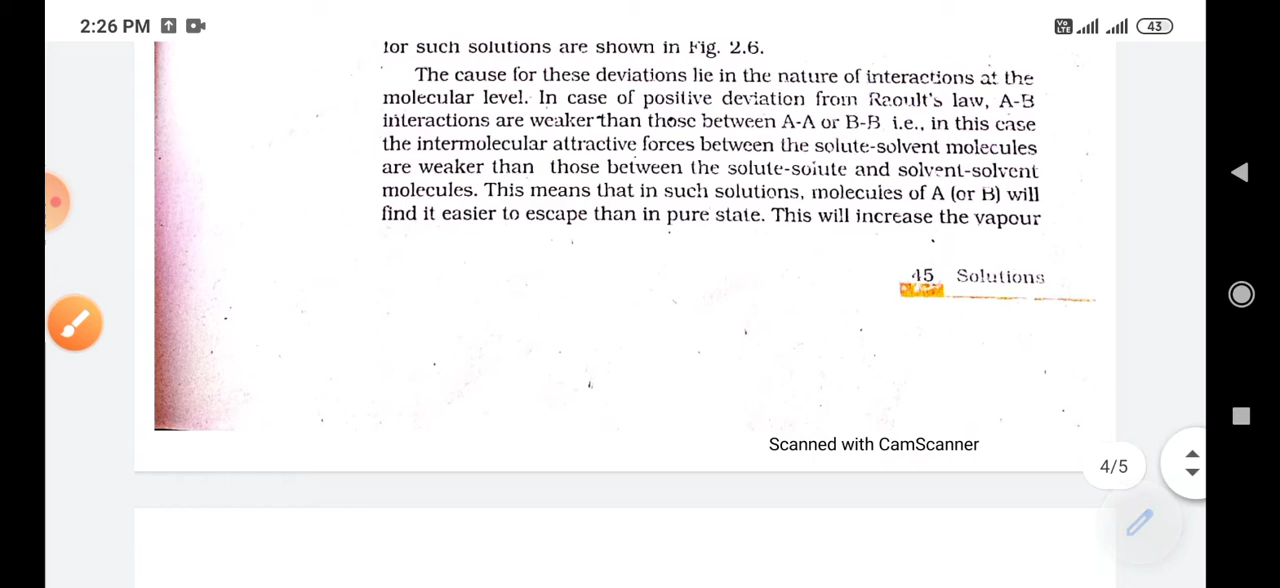 2:26 PM
Vo LTE
43
for such solutions are shown in Fig. 2.6.
The cause for these deviations lie in the nature of interactions at the
molecular level. In case of positive deviation from Raoult's law, A-B
interactions are weaker than those between A-A or B-B i.e., in this case
the intermolecular attractive forces between the solute-solvent molecules
are weaker than those between the solute-solute and solvent-solvent
molecules. This means that in such solutions, molecules of A (or B) will
find it easier to escape than in pure state. This will increase the vapour
45 Solutions
Scanned with CamScanner
4/5